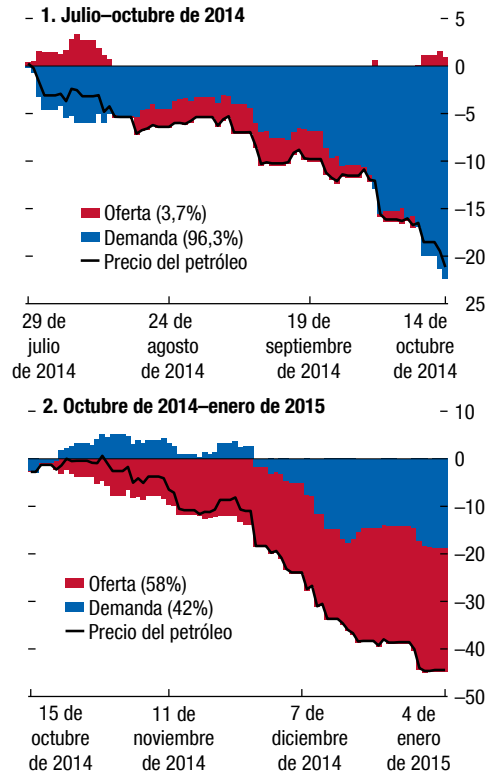 1. Julio–octubre de 2014
5
0
–5
–10
–15
–20
25
Oferta (3,7%)
Demanda (96,3%)
Precio del petróleo
29 de julio de 2014
24 de agosto de 2014
19 de septiembre de 2014
14 de octubre de 2014
2. Octubre de 2014–enero de 2015
10
0
–10
–20
–30
–40
–50
Oferta (58%)
Demanda (42%)
Precio del petróleo
15 de octubre de 2014
11 de noviembre de 2014
7 de diciembre de 2014
4 de enero de 2015